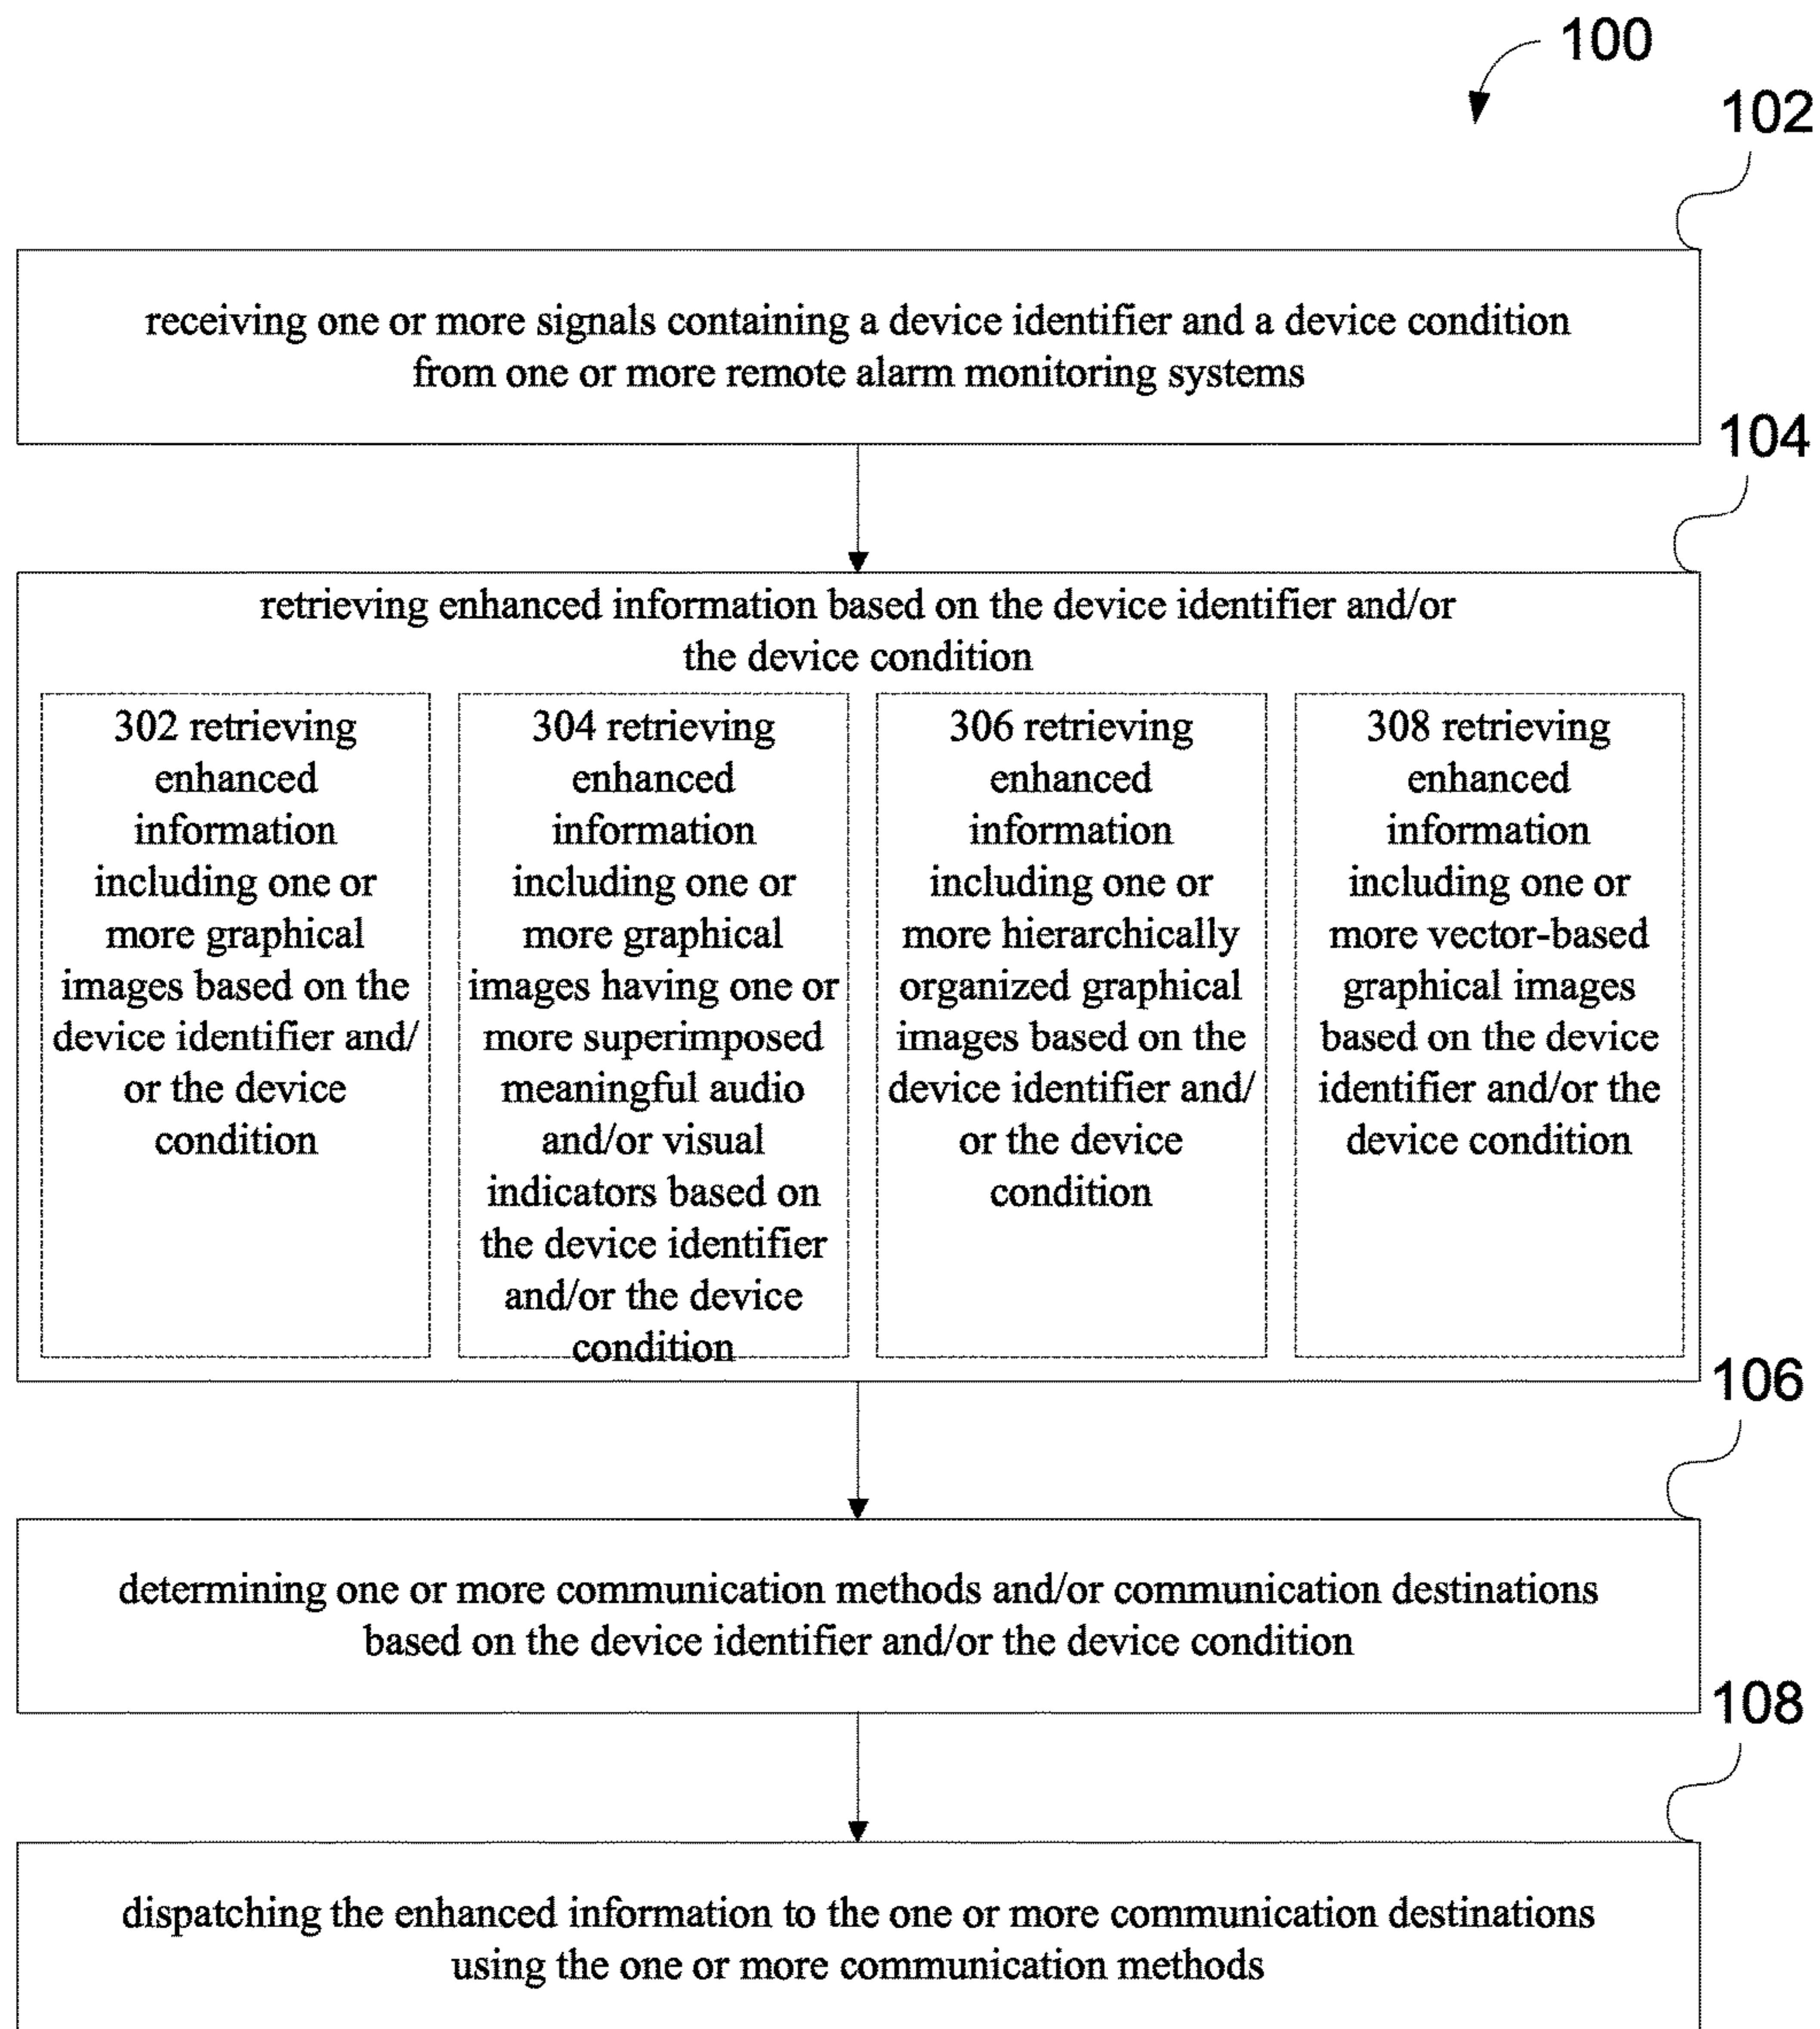 100
102
receiving one or more signals containing a device identifier and a device condition
from one or more remote alarm monitoring systems
104
retrieving enhanced information based on the device identifier and/or
the device condition
302 retrieving
enhanced
information
including one or
more graphical
images based on the
device identifier and/
or the device
condition
304 retrieving
enhanced
information
including one or
more graphical
images having one or
more superimposed
meaningful audio
and/or visual
indicators based on
the device identifier
and/or the device
condition
306 retrieving
enhanced
information
including one or
more hierarchically
organized graphical
images based on the
device identifier and/
or the device
condition
308 retrieving
enhanced
information
including one or
more vector-based
graphical images
based on the device
identifier and/or the
device condition
106
determining one or more communication methods and/or communication destinations
based on the device identifier and/or the device condition
108
dispatching the enhanced information to the one or more communication destinations
using the one or more communication methods